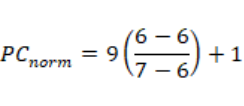 PC_norm = 9 ((6 − 6) / (7 − 6)) + 1